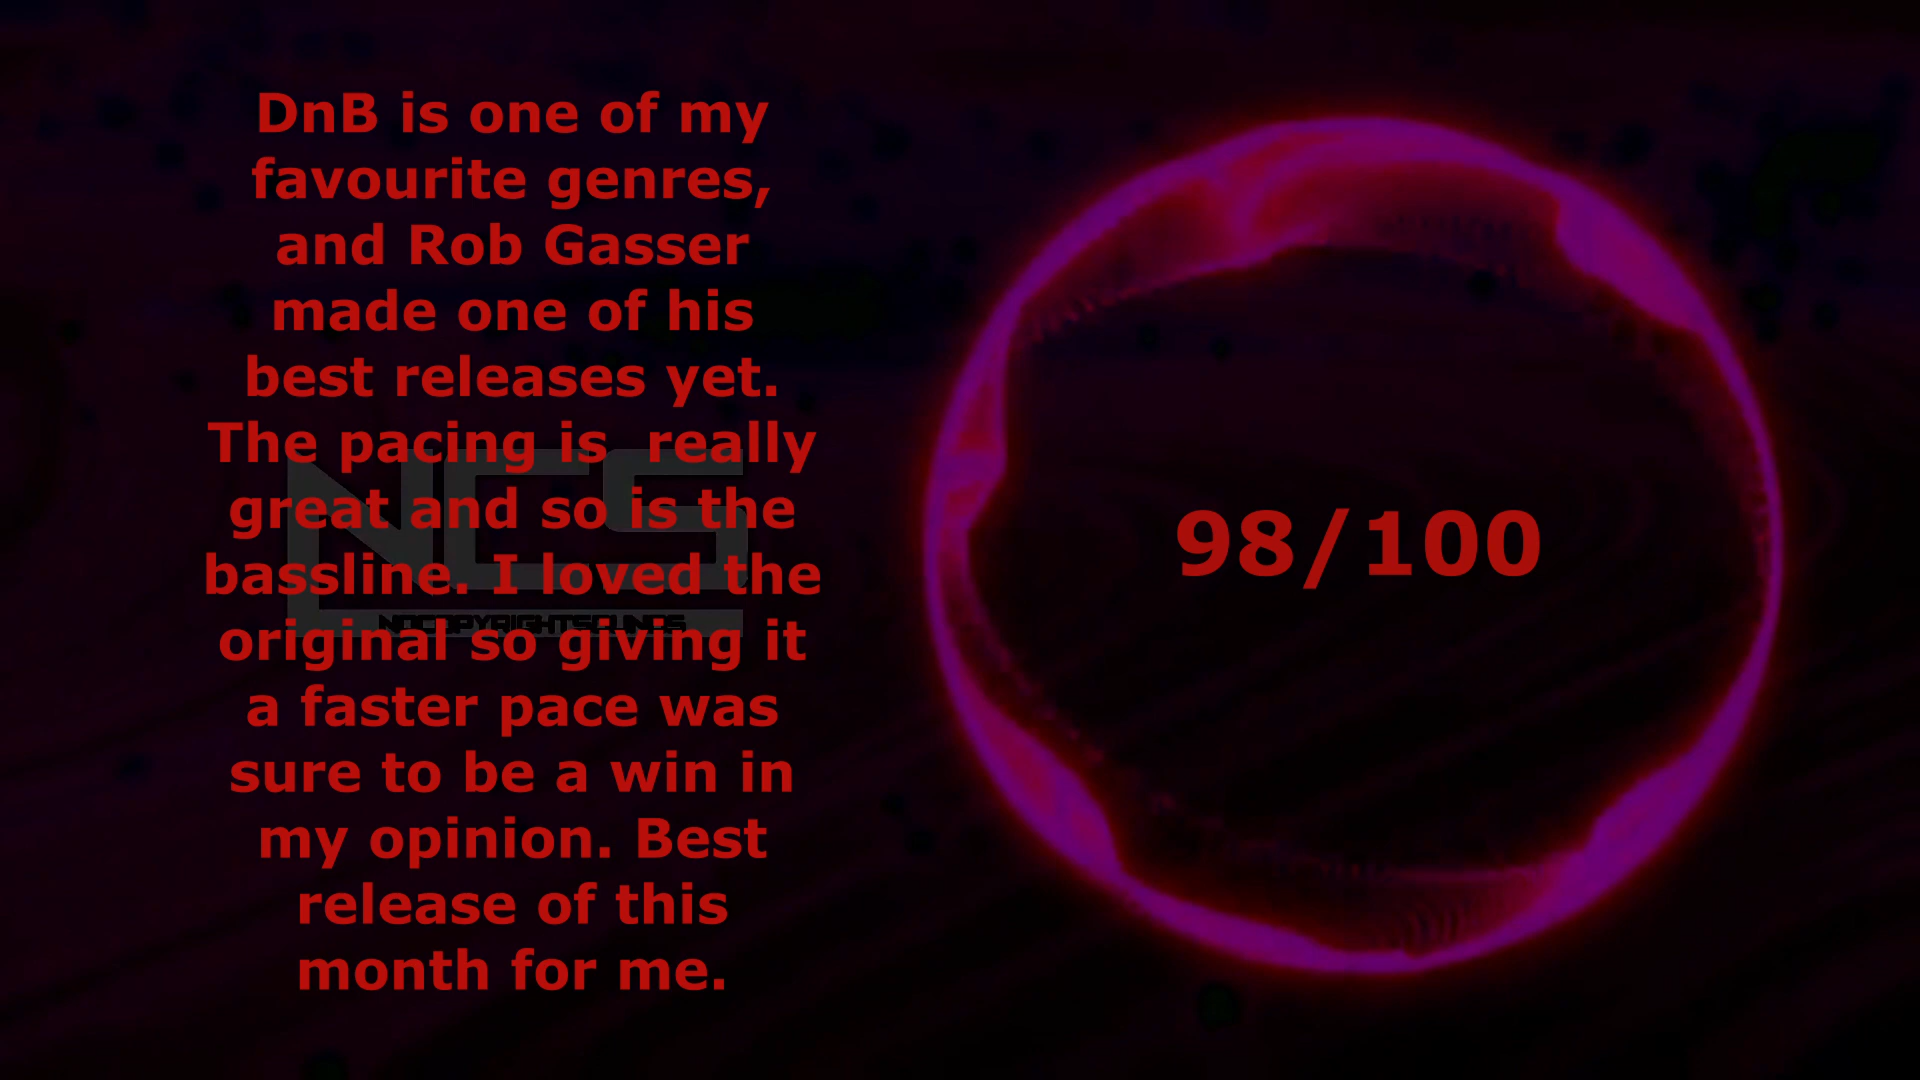 DnB is one of my
favourite genres,
and Rob Gasser
made one of his
best releases yet.
The pacing is  really
great and so is the
bassline. I loved the
original so giving it
a faster pace was
sure to be a win in
my opinion. Best
release of this
month for me.
NCS
NOCOPYRIGHTSOUNDS
98/100